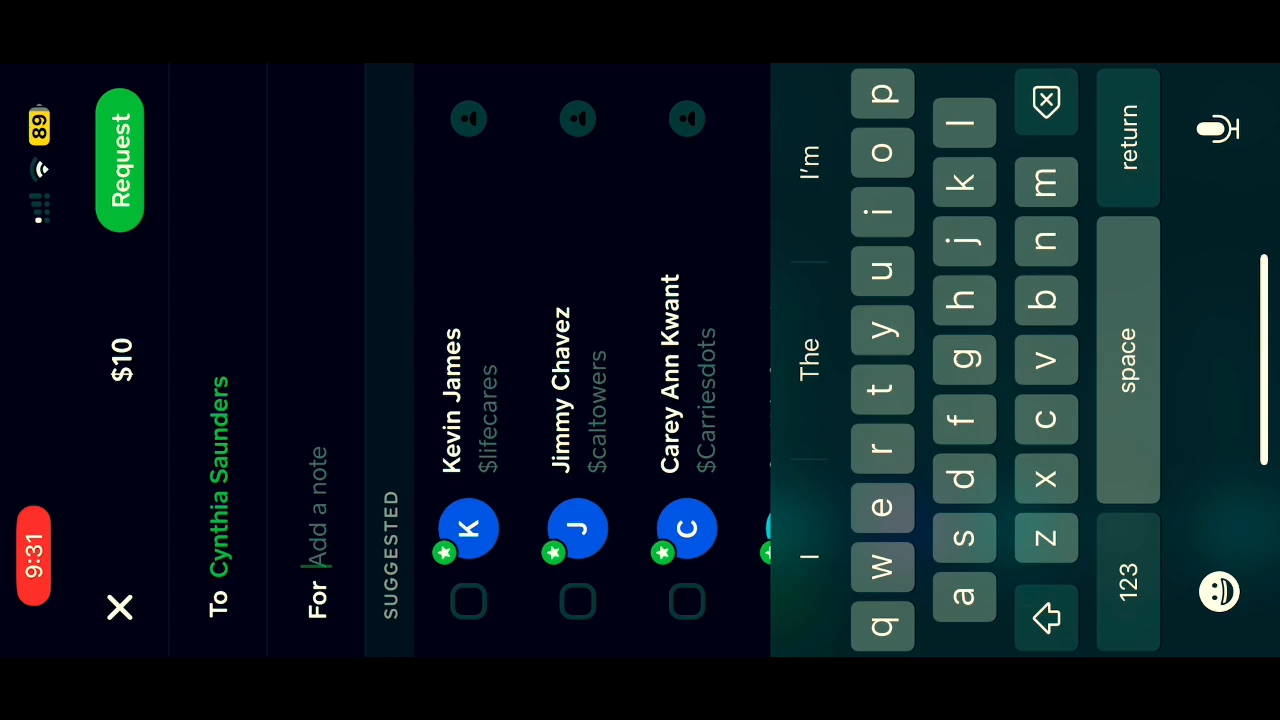 9:31
89
$10
Request
To Cynthia Saunders
For Add a note
SUGGESTED
K
Kevin James
$lifecares
J
Jimmy Chavez
$caltowers
C
Carey Ann Kwant
$Carriesdots
I
The
I'm
q w e r t y u i o p
a s d f g h j k l
z x c v b n m
123
space
return